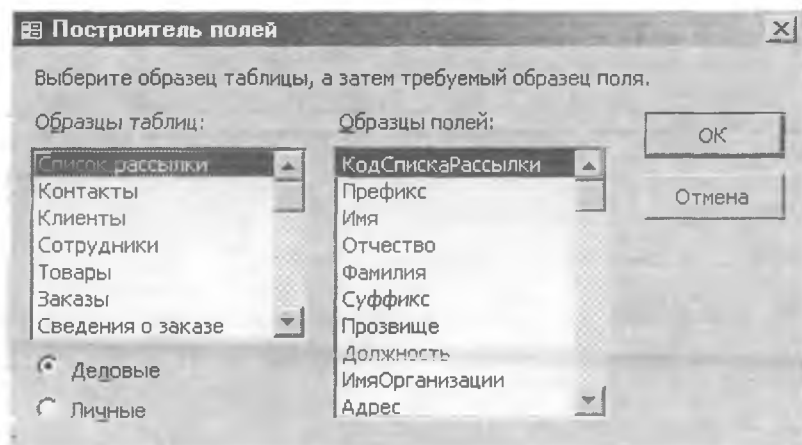 Построитель полей
Выберите образец таблицы, а затем требуемый образец поля.
Образцы таблиц:
Список рассылки
Контакты
Клиенты
Сотрудники
Товары
Заказы
Сведения о заказе
Деловые
Личные
Образцы полей:
КодСпискаРассылки
Префикс
Имя
Отчество
Фамилия
Суффикс
Прозвище
Должность
ИмяОрганизации
Адрес
ОК
Отмена